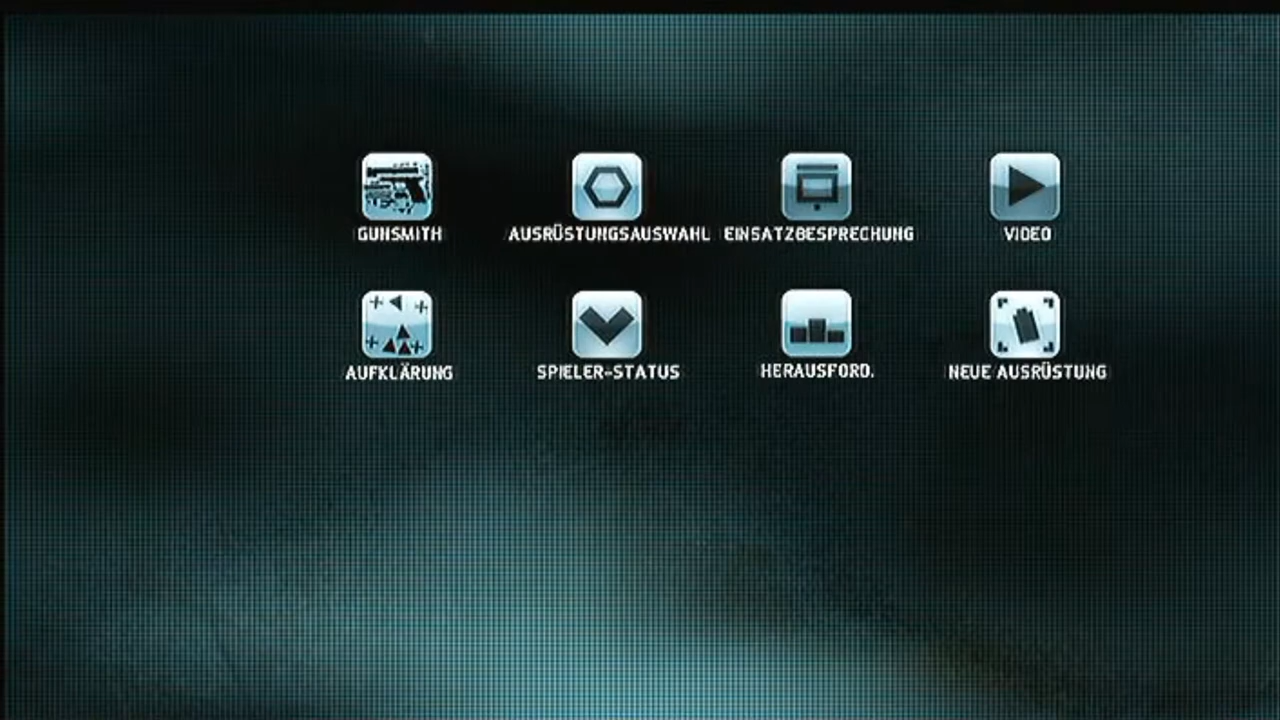 GUNSMITH
AUSRÜSTUNGSAUSWAHL
EINSATZBESPRECHUNG
VIDEO
AUFKLÄRUNG
SPIELER-STATUS
HERAUSFORD.
NEUE AUSRÜSTUNG